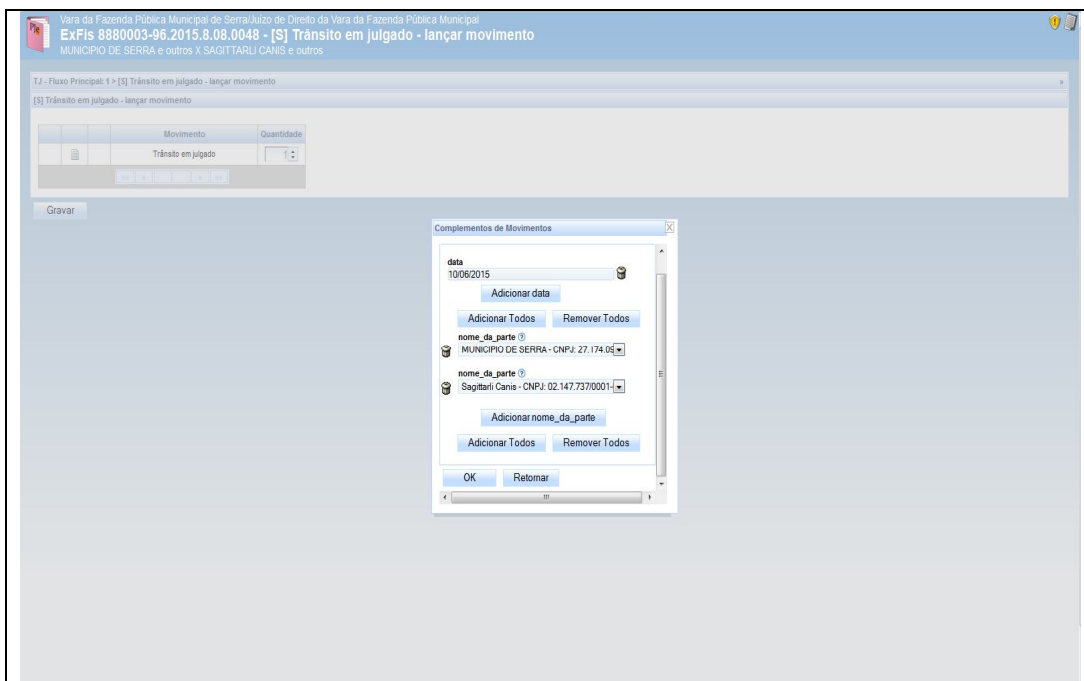 PJe
Vara da Fazenda Pública Municipal de Serra/Juízo de Direito da Vara da Fazenda Pública Municipal
ExFis 8880003-96.2015.8.08.0048 - [S] Trânsito em julgado - lançar movimento
MUNICIPIO DE SERRA e outros X SAGITTARLI CANIS e outros
TJ - Fluxo Principal: 1 > [S] Trânsito em julgado - lançar movimento
[S] Trânsito em julgado - lançar movimento
Movimento Quantidade
Trânsito em julgado 1
Gravar
Complementos de Movimentos
data
10/06/2015
Adicionar data
Adicionar Todos Remover Todos
nome_da_parte
MUNICIPIO DE SERRA - CNPJ: 27.174.09
nome_da_parte
Sagittarli Canis - CNPJ: 02.147.737/0001-
Adicionar nome_da_parte
Adicionar Todos Remover Todos
OK Retornar